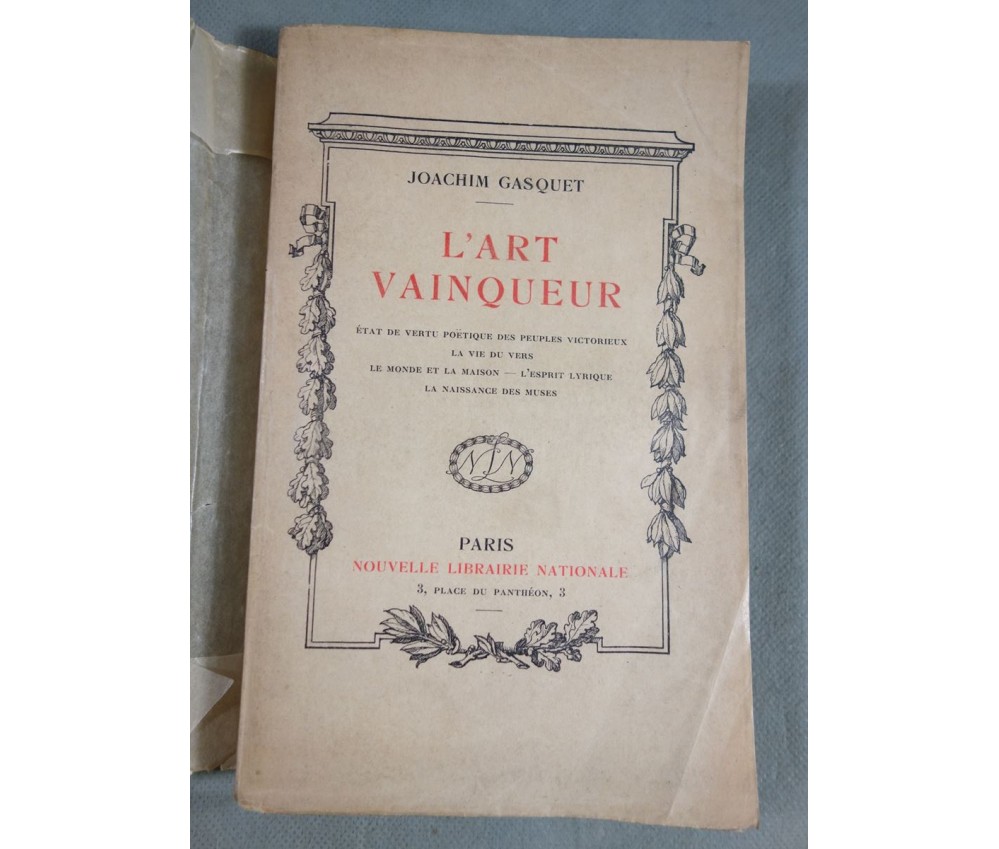 JOACHIM GASQUET
L'ART
VAINQUEUR
ÉTAT DE VERTU POËTIQUE DES PEUPLES VICTORIEUX
LA VIE DU VERS
LE MONDE ET LA MAISON — L'ESPRIT LYRIQUE
LA NAISSANCE DES MUSES
NLN
PARIS
NOUVELLE LIBRAIRIE NATIONALE
3, PLACE DU PANTHÉON, 3